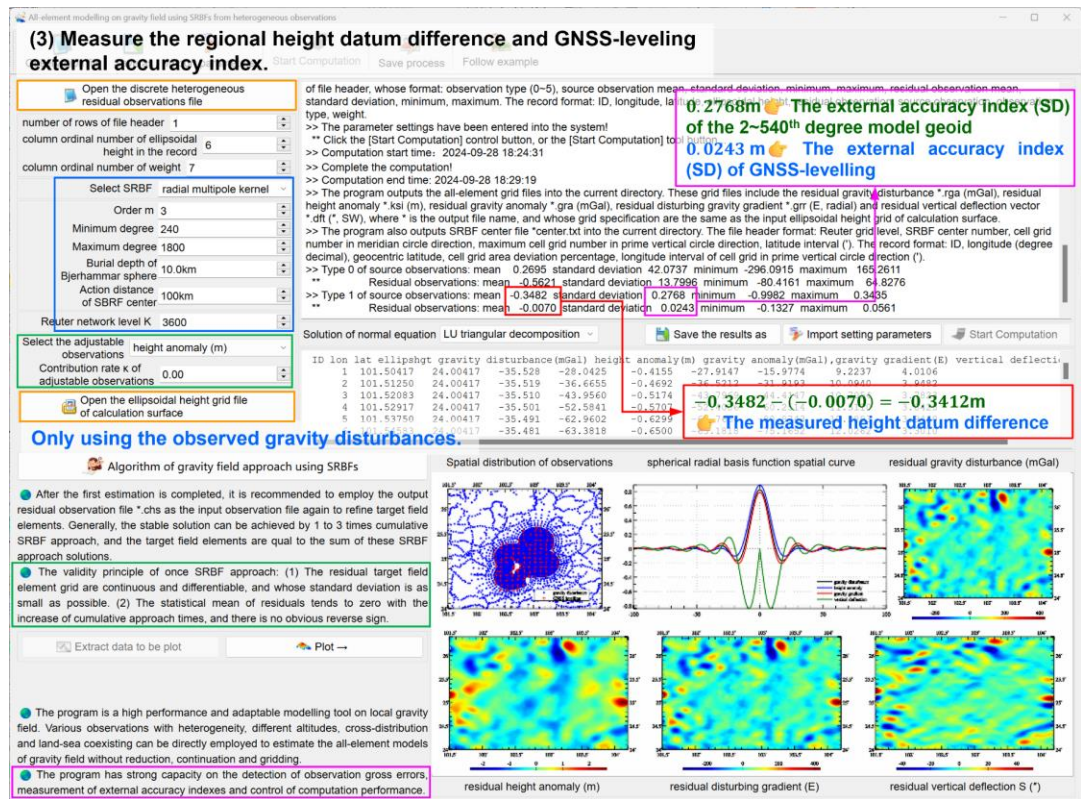 All-element modelling on gravity field using SRBFs from heterogeneous observations
(3) Measure the regional height datum difference and GNSS-leveling
external accuracy index.
Start Computation
Save process
Follow example
Open the discrete heterogeneous
residual observations file
number of rows of file header 1
column ordinal number of ellipsoidal
height in the record 6
column ordinal number of weight 7
Select SRBF radial multipole kernel
Order m 3
Minimum degree 240
Maximum degree 1800
Burial depth of
Bjerhammar sphere 10.0km
Action distance
of SBRF center 100km
Reuter network level K 3600
Select the adjustable
observations height anomaly (m)
Contribution rate κ of
adjustable observations 0.00
Open the ellipsoidal height grid file
of calculation surface
Only using the observed gravity disturbances.
of file header, whose format: observation type (0~5), source observation mean, standard deviation, minimum, maximum, residual observation mean,
standard deviation, minimum, maximum. The record format: ID, longitude,
type, weight.
>> The parameter settings have been entered into the system!
** Click the [Start Computation] control button, or the [Start Computation] tool button
>> Computation start time: 2024-09-28 18:24:31
>> Complete the computation!
** Computation end time: 2024-09-28 18:29:19
>> The program outputs the all-element grid files into the current directory. These grid files include the residual gravity disturbance *.rga (mGal), residual
height anomaly *.ksi (m), residual gravity anomaly *.gra (mGal), residual disturbing gravity gradient *.grr (E, radial) and residual vertical deflection vector
*.dft (", SW), where * is the output file name, and whose grid specification are the same as the input ellipsoidal height grid of calculation surface.
>> The program also outputs SRBF center file *center.txt into the current directory. The file header format: Reuter grid level, SRBF center number, cell grid
number in meridian circle direction, maximum cell grid number in prime vertical circle direction, latitude interval ('). The record format: ID, longitude (degree
decimal), geocentric latitude, cell grid area deviation percentage, longitude interval of cell grid in prime vertical circle direction (').
>> Type 0 of source observations: mean 0.2695 standard deviation 42.0737 minimum -296.0915 maximum 165.2611
** Residual observations: mean -0.5621 standard deviation 13.7996 minimum -80.4161 maximum 64.8276
>> Type 1 of source observations: mean -0.3482 standard deviation 0.2768 minimum -0.9982 maximum 0.3435
** Residual observations: mean -0.0070 standard deviation 0.0243 minimum -0.1327 maximum 0.0561
0.2768m👉 The external accuracy index (SD)
of the 2~540th degree model geoid
0.0243 m👉 The external accuracy index
(SD) of GNSS-levelling
Solution of normal equation LU triangular decomposition
Save the results as
Import setting parameters
Start Computation
ID lon lat ellipshgt gravity disturbance(mGal) height anomaly(m) gravity anomaly(mGal),gravity gradient(E) vertical deflectio
1 101.50417 24.00417 -35.528 -28.0425 -0.4155 -27.9147 -15.9774 9.2237 4.0106
2 101.51250 24.00417 -35.519 -36.6655 -0.4692
3 101.52083 24.00417 -35.510 -43.9560 -0.5174
4 101.52917 24.00417 -35.501 -52.5841 -0.5707
5 101.53750 24.00417 -35.491 -62.9602 -0.6299
-35.481 -63.3818 -0.6500
−0.3482 − (−0.0070) = −0.3412m
👉 The measured height datum difference
Algorithm of gravity field approach using SRBFs
After the first estimation is completed, it is recommended to employ the output
residual observation file *.chs as the input observation file again to refine target field
elements. Generally, the stable solution can be achieved by 1 to 3 times cumulative
SRBF approach, and the target field elements are qual to the sum of these SRBF
approach solutions.
The validity principle of once SRBF approach: (1) The residual target field
element grid are continuous and differentiable, and whose standard deviation is as
small as possible. (2) The statistical mean of residuals tends to zero with the
increase of cumulative approach times, and there is no obvious reverse sign.
Extract data to be plot
Plot →
The program is a high performance and adaptable modelling tool on local gravity
field. Various observations with heterogeneity, different altitudes, cross-distribution
and land-sea coexisting can be directly employed to estimate the all-element models
of gravity field without reduction, continuation and gridding.
The program has strong capacity on the detection of observation gross errors,
measurement of external accuracy indexes and control of computation performance.
Spatial distribution of observations
spherical radial basis function spatial curve
residual gravity disturbance (mGal)
gravity disturbance
height anomaly
gravity gradient
vertical deflection
residual height anomaly (m)
residual disturbing gradient (E)
residual vertical deflection S (")